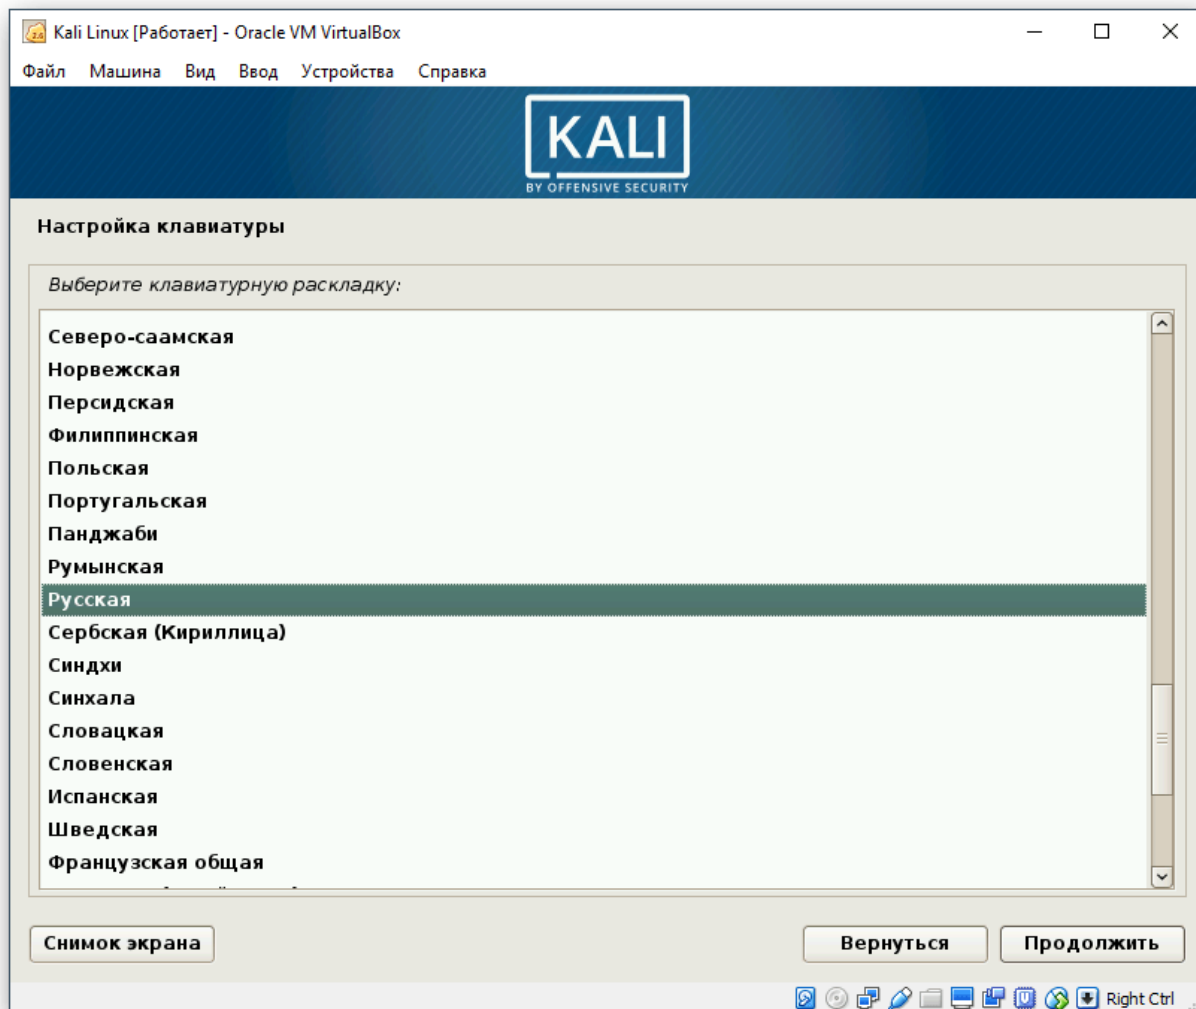 Kali Linux [Работает] - Oracle VM VirtualBox
Файл Машина Вид Ввод Устройства Справка
KALI
BY OFFENSIVE SECURITY
Настройка клавиатуры
Выберите клавиатурную раскладку:
Северо-саамская
Норвежская
Персидская
Филиппинская
Польская
Португальская
Панджаби
Румынская
Русская
Сербская (Кириллица)
Синдхи
Синхала
Словацкая
Словенская
Испанская
Шведская
Французская общая
Снимок экрана Вернуться Продолжить
Right Ctrl